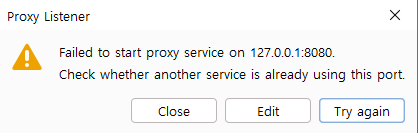 Proxy Listener
Failed to start proxy service on 127.0.0.1:8080.
Check whether another service is already using this port.
Close
Edit
Try again